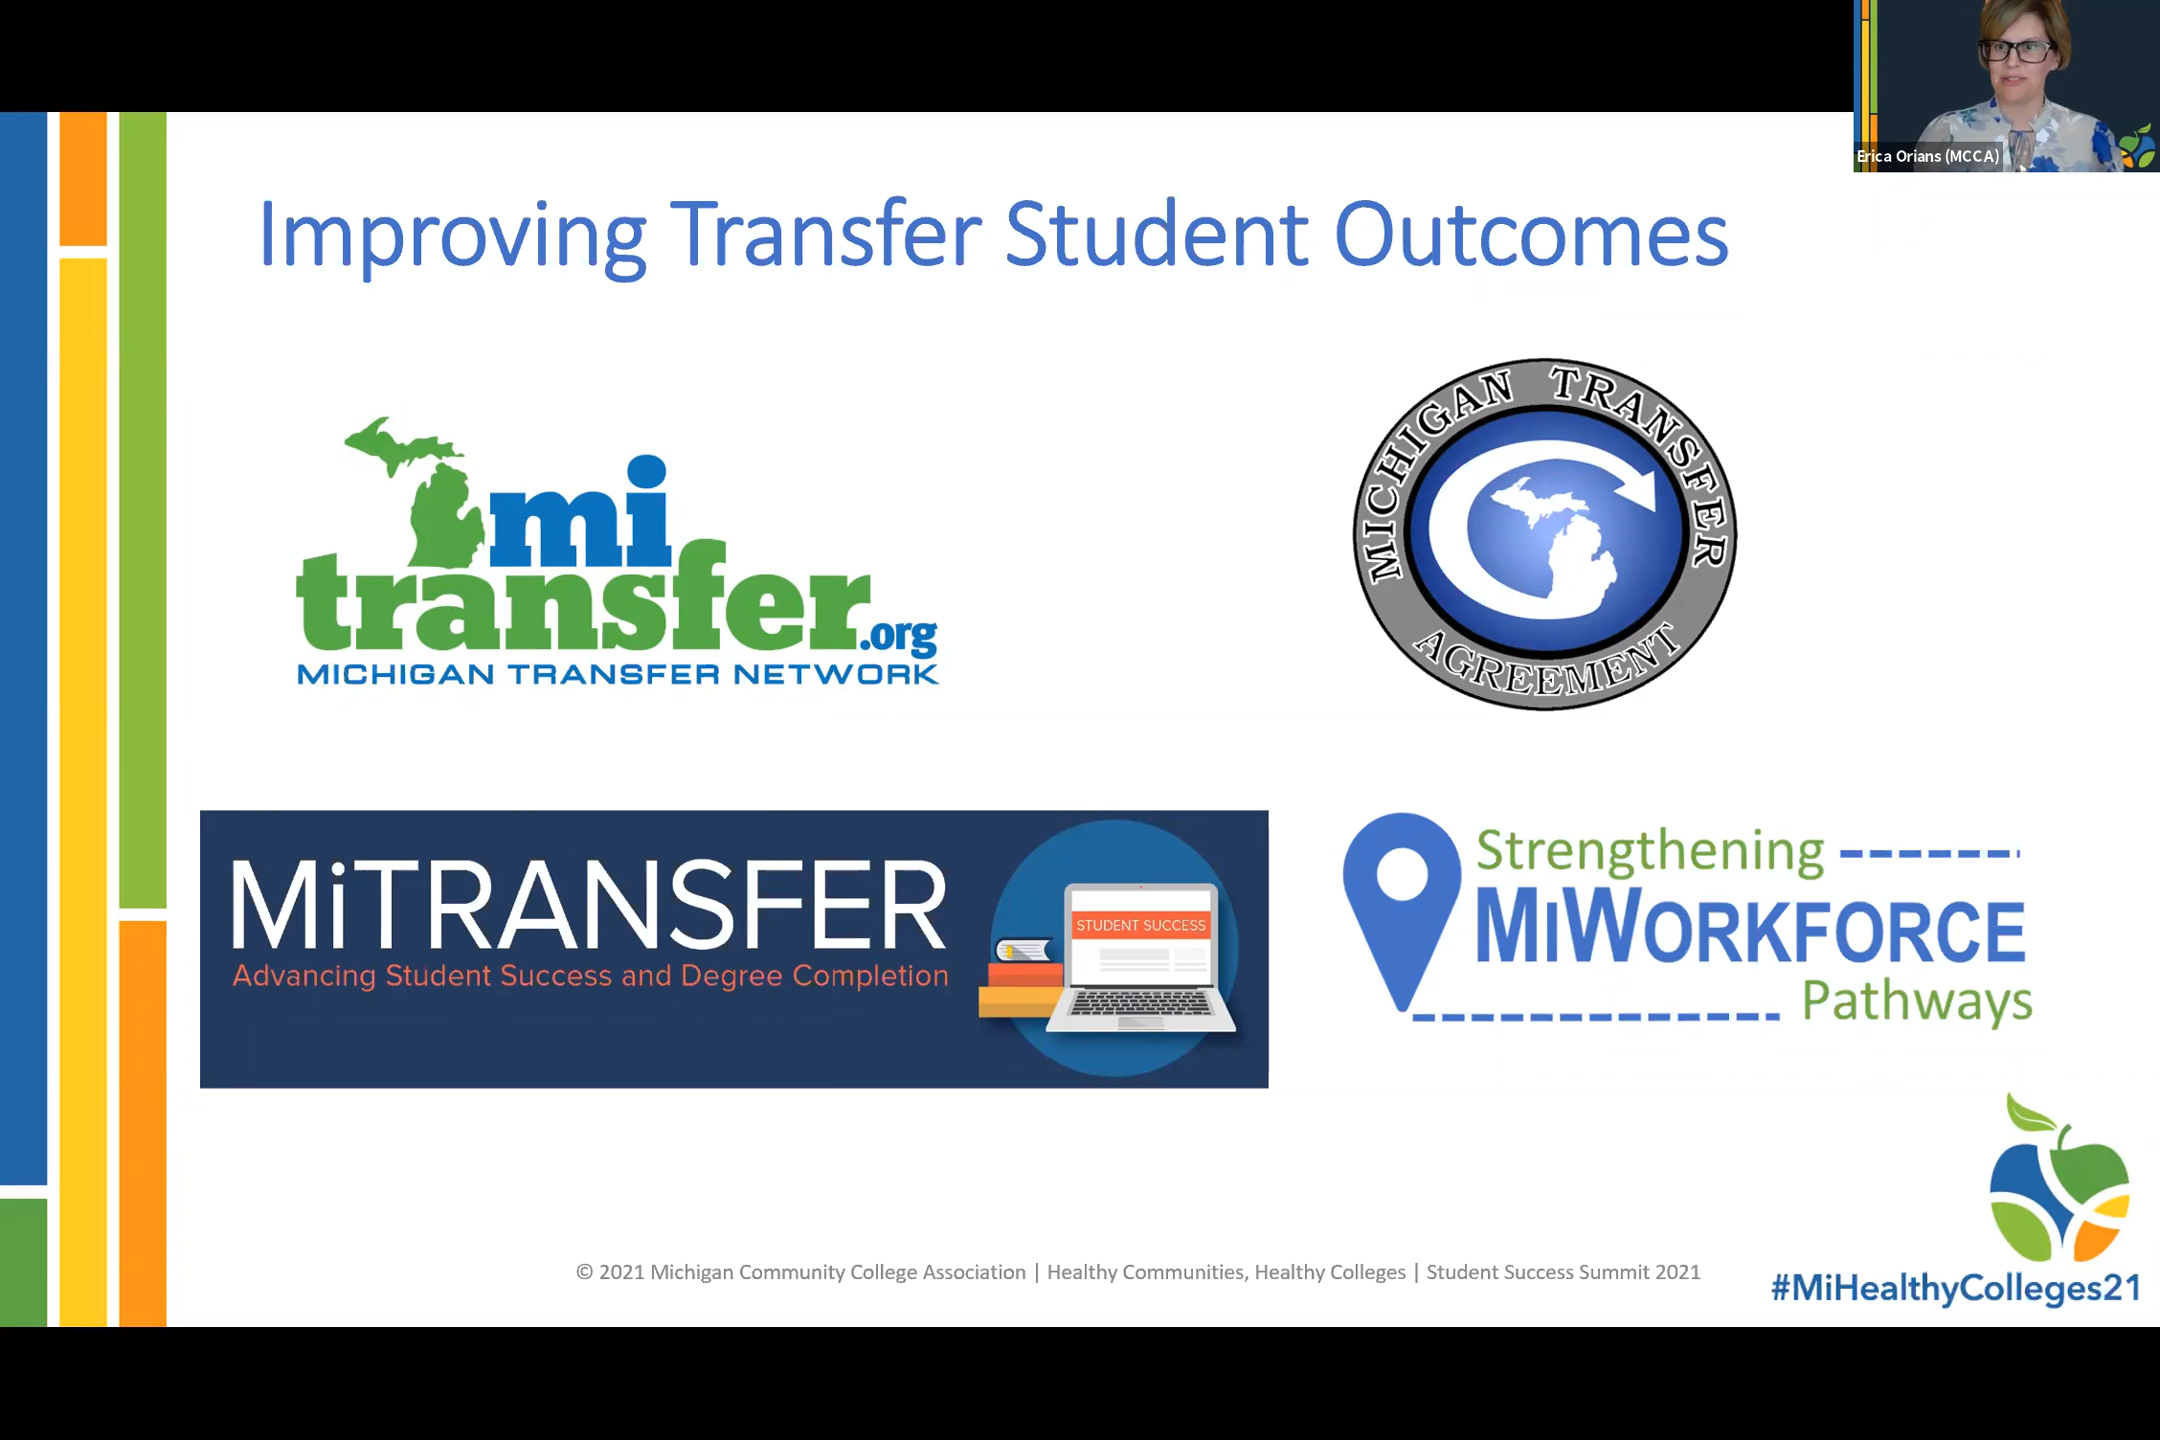 Erica Orians (MCCA)
Improving Transfer Student Outcomes
mi
transfer.org
MICHIGAN TRANSFER NETWORK
MICHIGAN TRANSFER
AGREEMENT
MiTRANSFER
Advancing Student Success and Degree Completion
STUDENT SUCCESS
Strengthening
MIWORKFORCE
Pathways
© 2021 Michigan Community College Association | Healthy Communities, Healthy Colleges | Student Success Summit 2021
#MiHealthyColleges21